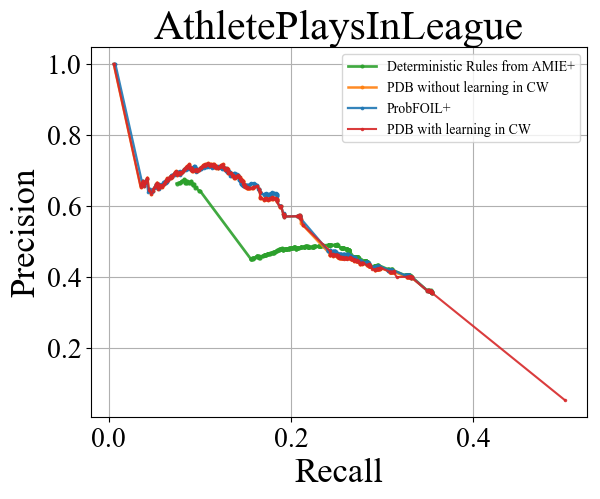 AthletePlaysInLeague
Deterministic Rules from AMIE+
PDB without learning in CW
ProbFOIL+
PDB with learning in CW
Precision
1.0
0.8
0.6
0.4
0.2
0.0
0.2
0.4
Recall